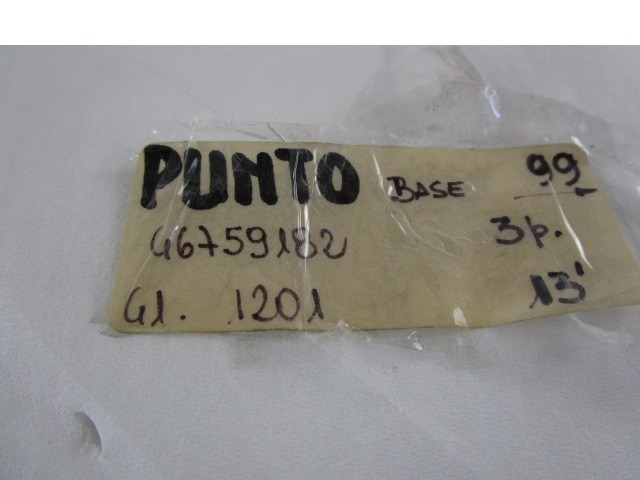 PUNTO BASE 99
46759182 3p.
G1. 1201 13'